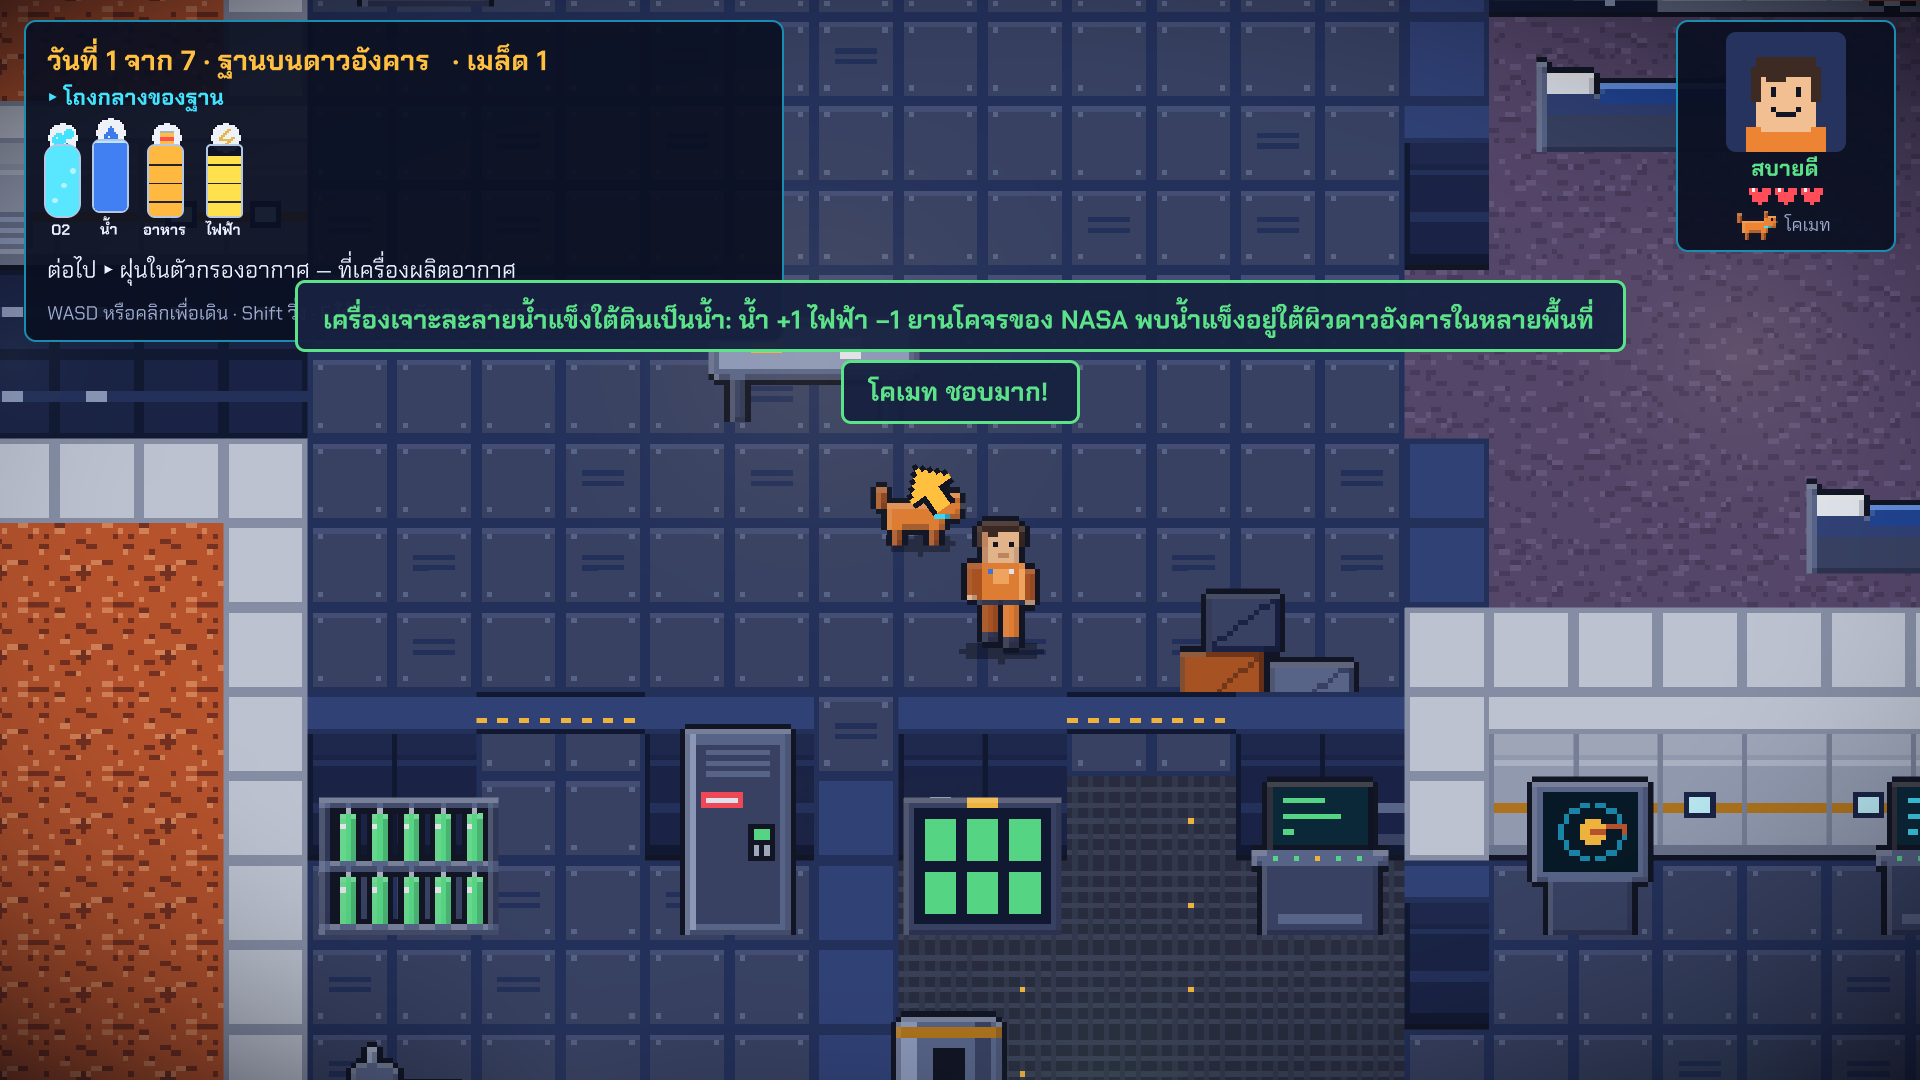 วันที่ 1 จาก 7 · ฐานบนดาวอังคาร · เมล็ด 1
▸ โถงกลางของฐาน
O2 น้ำ อาหาร ไฟฟ้า
ต่อไป ▸ ฝุ่นในตัวกรองอากาศ — ที่เครื่องผลิตอากาศ
WASD หรือคลิกเพื่อเดิน · Shift วิ
สบายดี
โคเมท
เครื่องเจาะละลายน้ำแข็งใต้ดินเป็นน้ำ: น้ำ +1 ไฟฟ้า −1 ยานโคจรของ NASA พบน้ำแข็งอยู่ใต้ผิวดาวอังคารในหลายพื้นที่
โคเมท ชอบมาก!